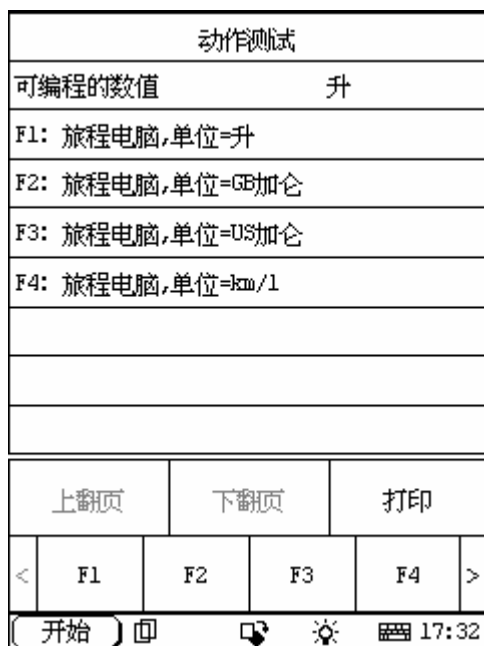 动作测试
可编程的数值 升
F1: 旅程电脑,单位=升
F2: 旅程电脑,单位=GB加仑
F3: 旅程电脑,单位=US加仑
F4: 旅程电脑,单位=km/l
上翻页 下翻页 打印
< F1 F2 F3 F4 >
开始 17:32